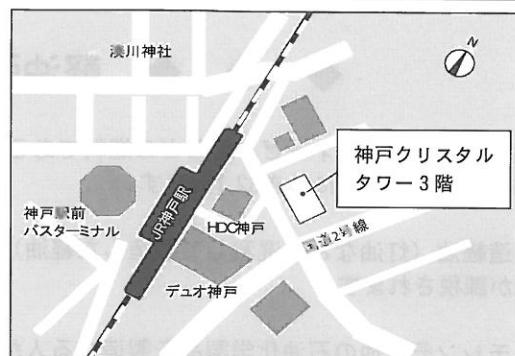 湊川神社
N
神戸クリスタル
タワー3階
JR神戸駅
神戸駅前
バスターミナル
HDC神戸
国道2号線
デュオ神戸